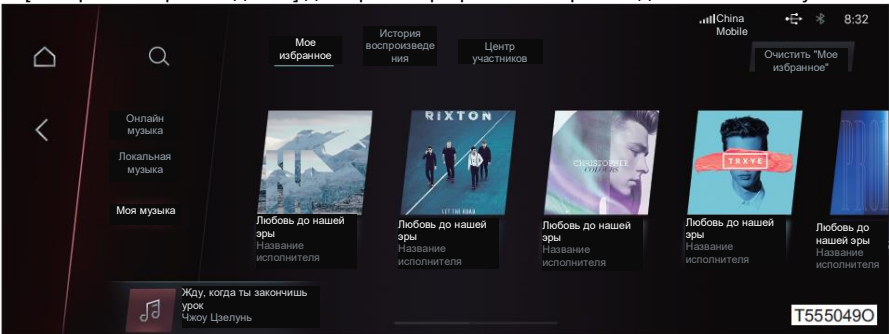 China
Mobile
8:32
Мое
избранное
История
воспроизведе
ния
Центр
участников
Очистить "Мое
избранное"
Онлайн
музыка
Локальная
музыка
Моя музыка
RIXTON
LET THE ROAD
CHRISTOPHER
COLOURS
TRXYE
Любовь до нашей
эры
Название
исполнителя
Любовь до нашей
эры
Название
исполнителя
Любовь до нашей
эры
Название
исполнителя
Любовь до нашей
эры
Название
исполнителя
Любовь до
нашей эры
Название
исполнителя
Жду, когда ты закончишь
урок
Чжоу Цзелунь
T555049O